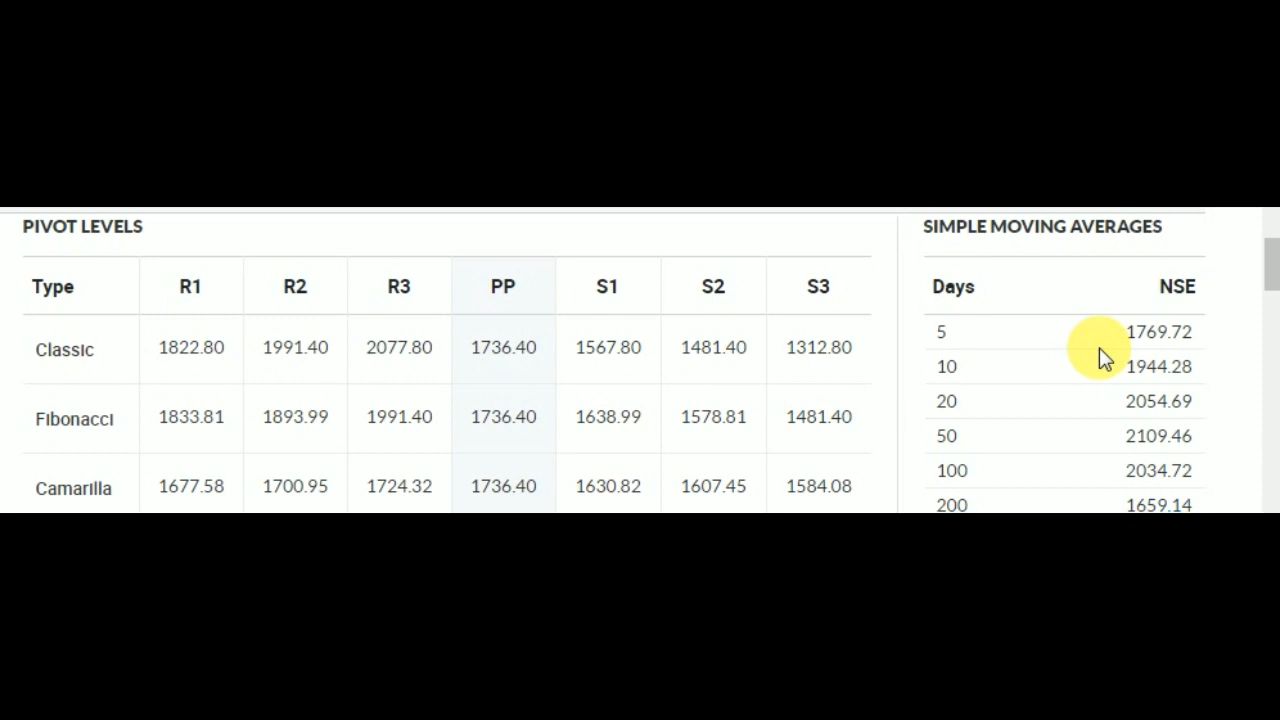 PIVOT LEVELS
Type R1 R2 R3 PP S1 S2 S3
Classic 1822.80 1991.40 2077.80 1736.40 1567.80 1481.40 1312.80
Fibonacci 1833.81 1893.99 1991.40 1736.40 1638.99 1578.81 1481.40
Camarilla 1677.58 1700.95 1724.32 1736.40 1630.82 1607.45 1584.08
SIMPLE MOVING AVERAGES
Days NSE
5 1769.72
10 1944.28
20 2054.69
50 2109.46
100 2034.72
200 1659.14